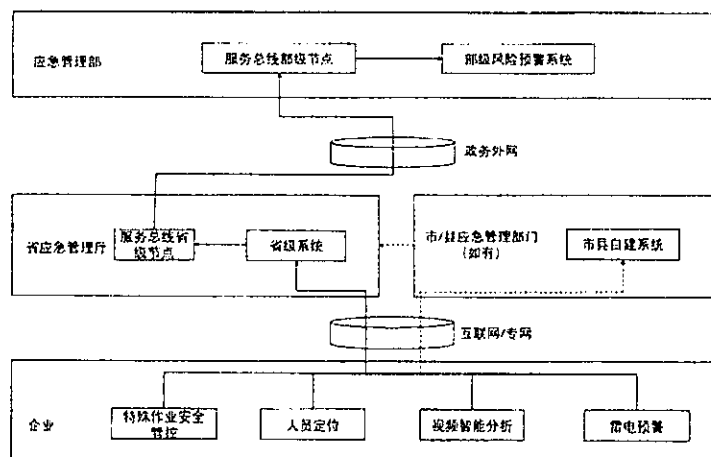 应急管理部
服务总线部级节点
部级风险预警系统
政务外网
省应急管理厅
服务总线省
级节点
省级系统
市/县应急管理部门
(如有)
市县自建系统
互联网/专网
企业
特殊作业安全
管控
人员定位
视频智能分析
雷电预警